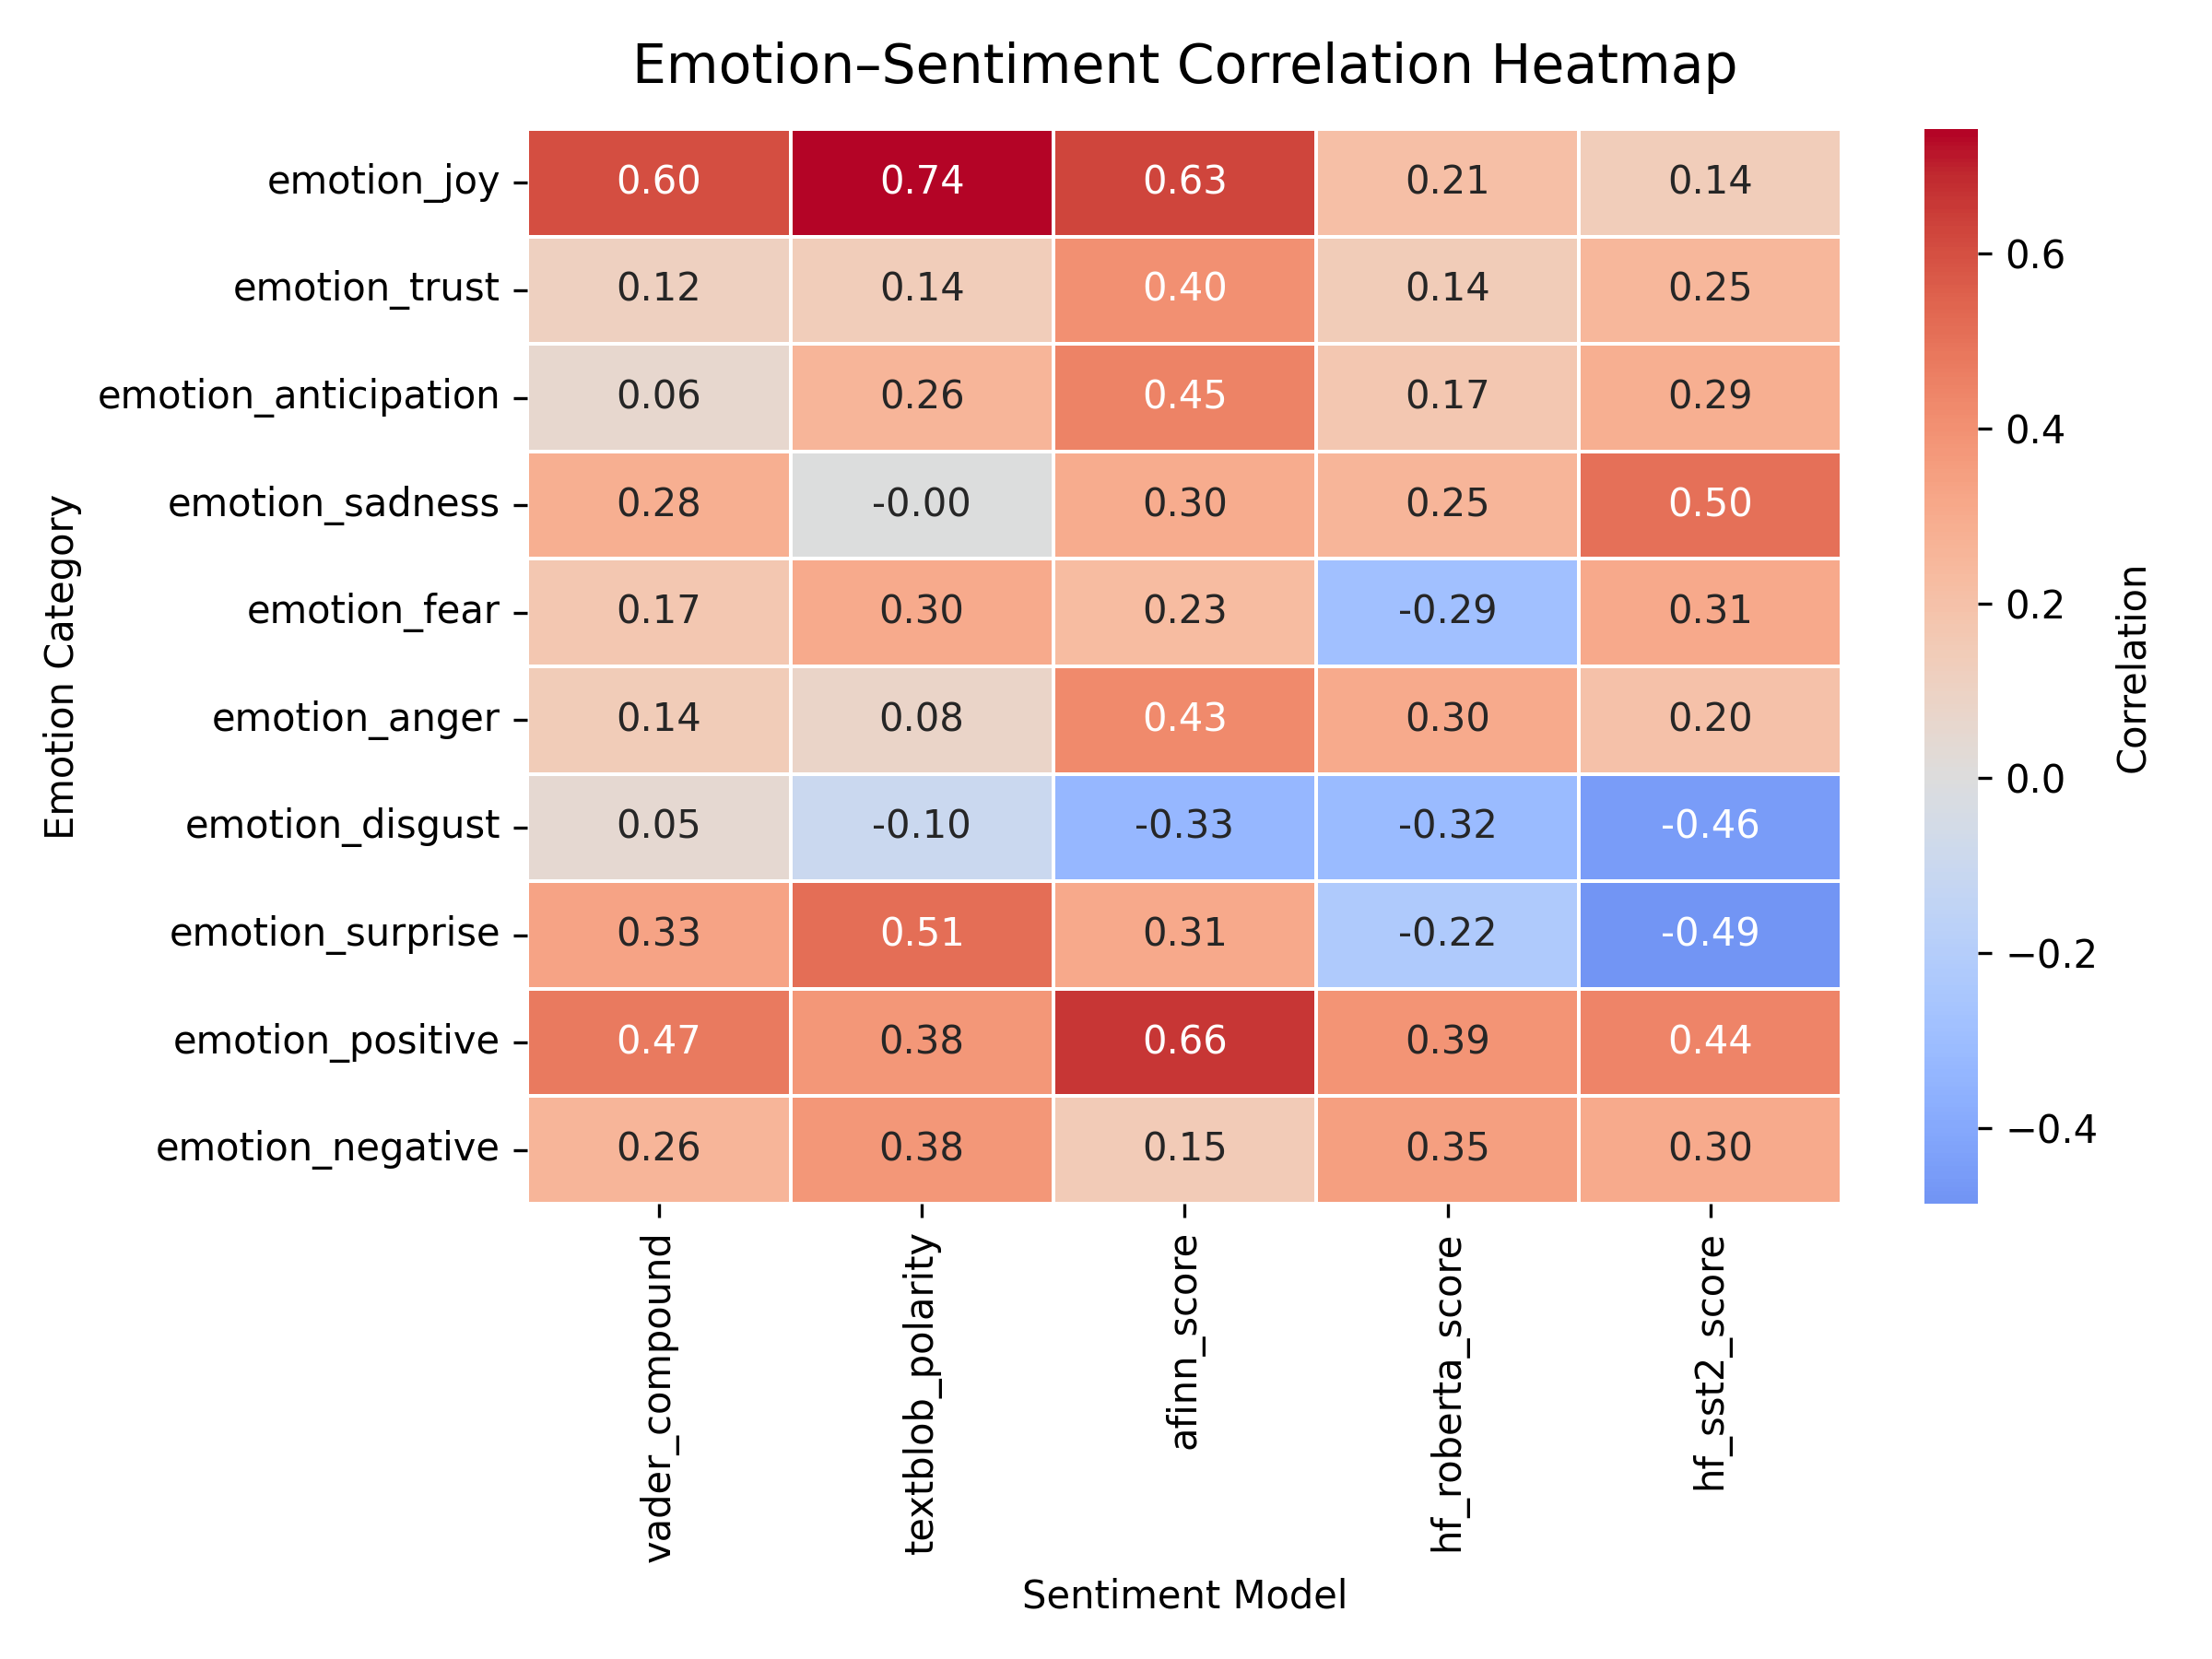 Emotion–Sentiment Correlation Heatmap
Emotion Category
emotion_joy 0.60 0.74 0.63 0.21 0.14
emotion_trust 0.12 0.14 0.40 0.14 0.25
emotion_anticipation 0.06 0.26 0.45 0.17 0.29
emotion_sadness 0.28 -0.00 0.30 0.25 0.50
emotion_fear 0.17 0.30 0.23 -0.29 0.31
emotion_anger 0.14 0.08 0.43 0.30 0.20
emotion_disgust 0.05 -0.10 -0.33 -0.32 -0.46
emotion_surprise 0.33 0.51 0.31 -0.22 -0.49
emotion_positive 0.47 0.38 0.66 0.39 0.44
emotion_negative 0.26 0.38 0.15 0.35 0.30
vader_compound
textblob_polarity
afinn_score
hf_roberta_score
hf_sst2_score
Sentiment Model
0.6
0.4
0.2
0.0
−0.2
−0.4
Correlation